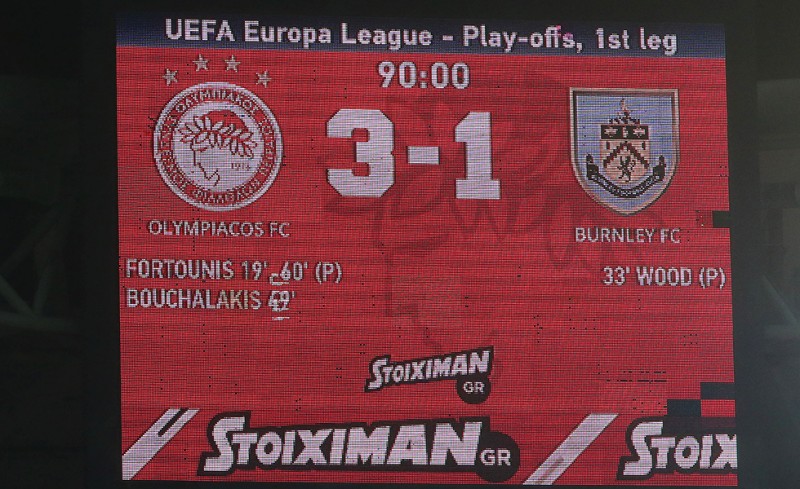 UEFA Europa League - Play-offs, 1st leg
90:00
3-1
OLYMPIACOS FC
BURNLEY FC
FORTOUNIS 19', 60' (P)
33' WOOD (P)
BOUCHALAKIS 49'
STOIXIMAN GR
STOIXIMAN GR
STOIX